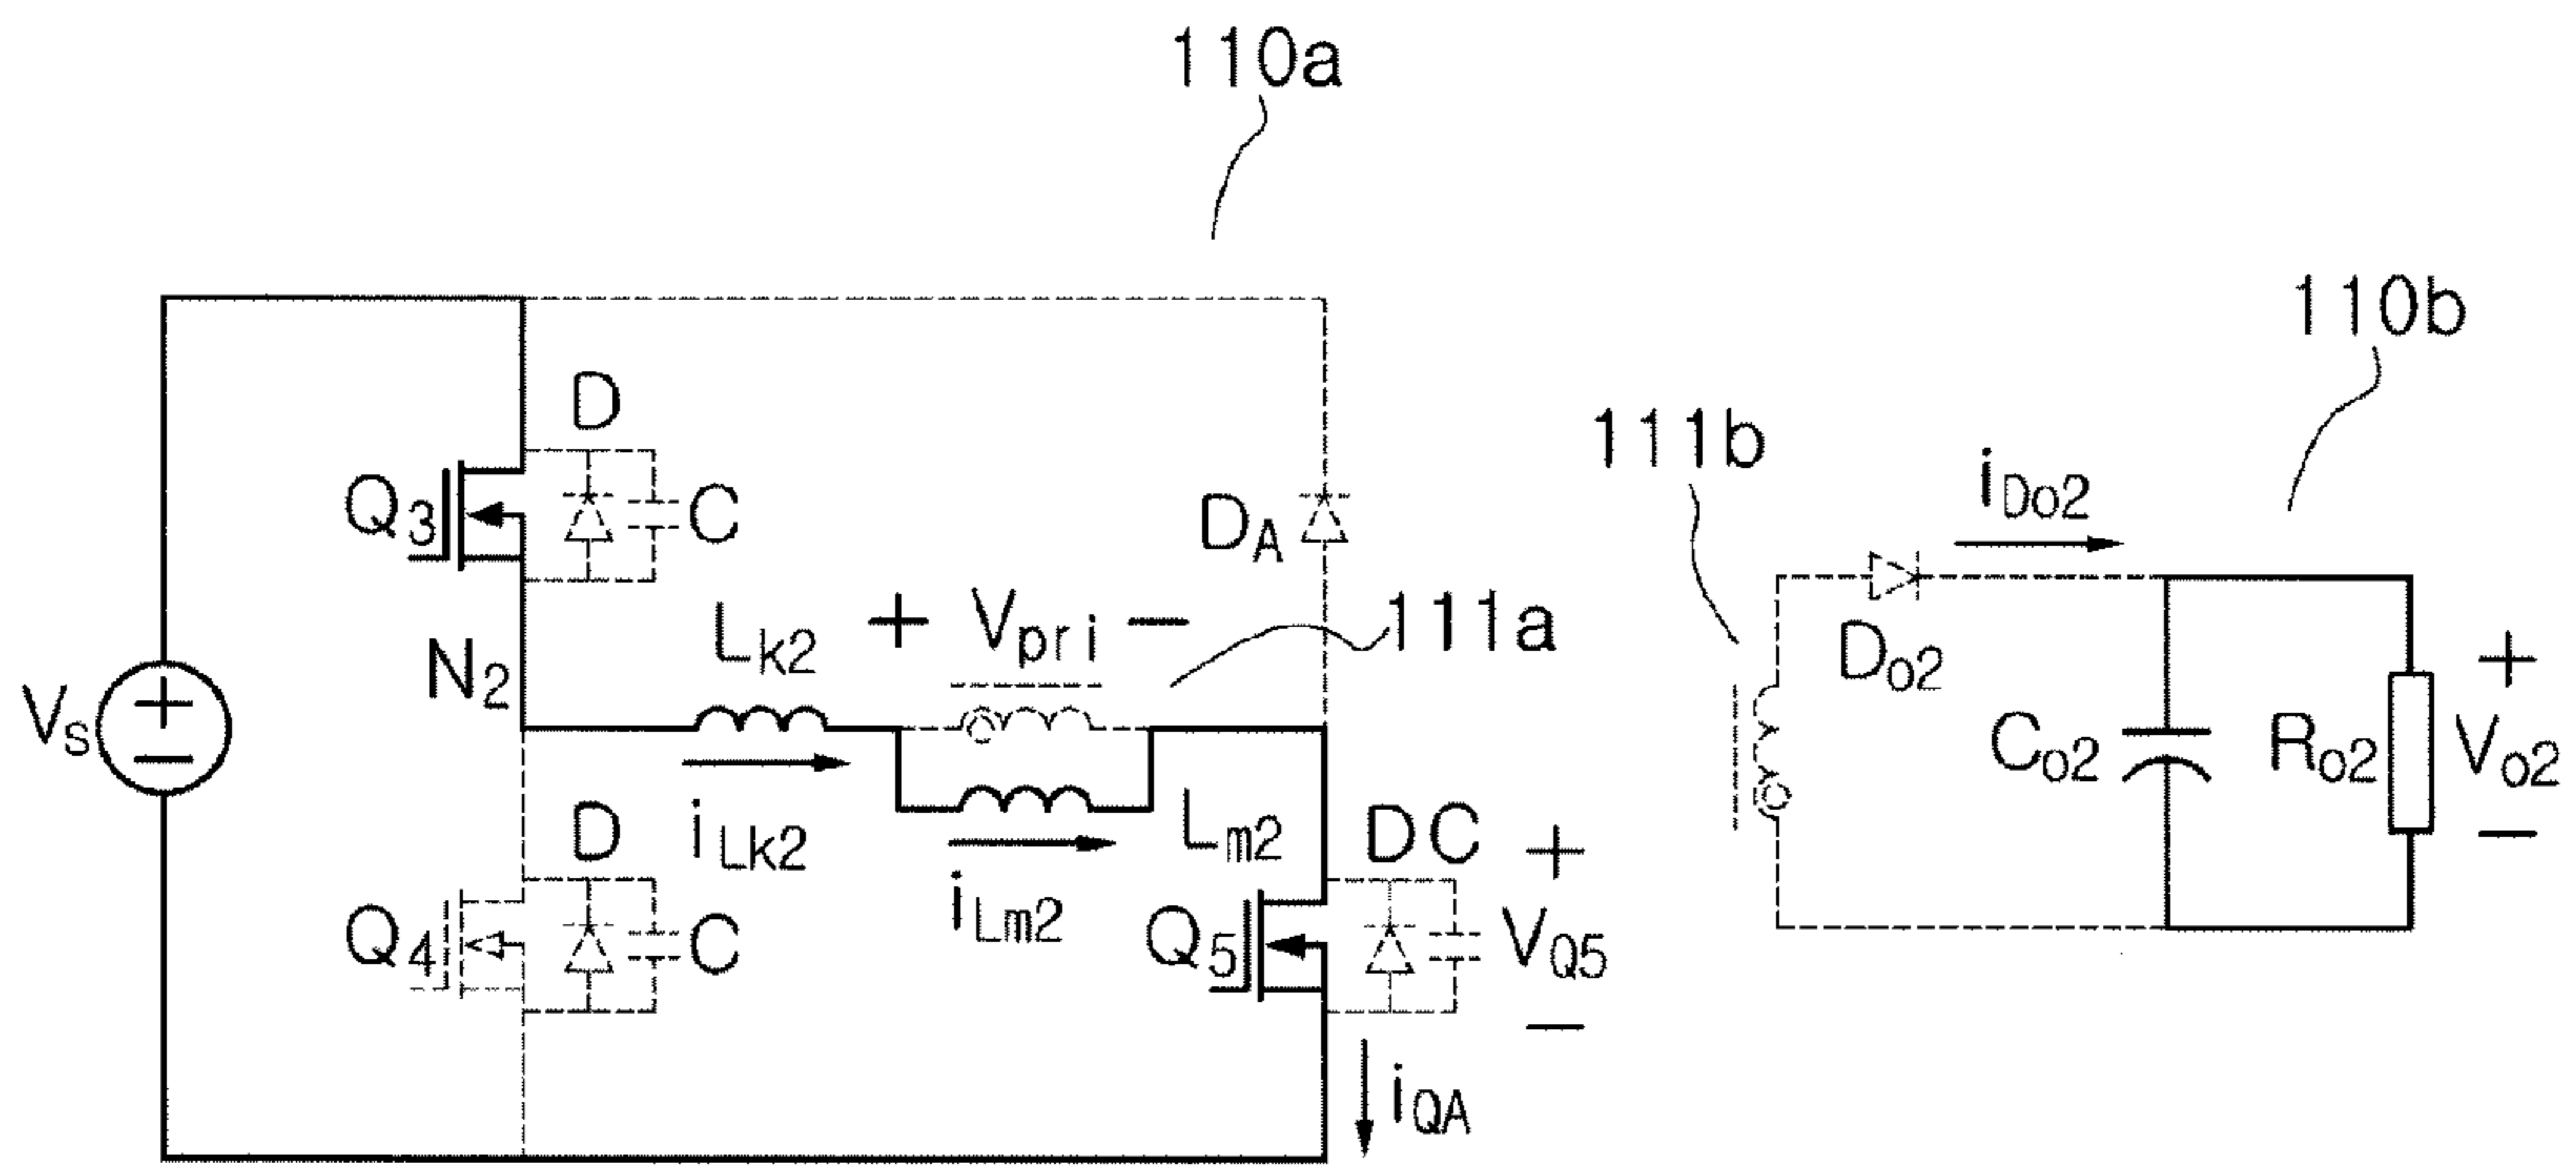 110a
110b
D
111b
iDo2
Q3
C
DA
Do2
Lk2
+ Vpri −
111a
N2
Vs
+
−
Co2
Ro2
+
Vo2
−
iLk2
D
Lm2
DC
+
iLm2
Q4
C
Q5
VQ5
−
iQA